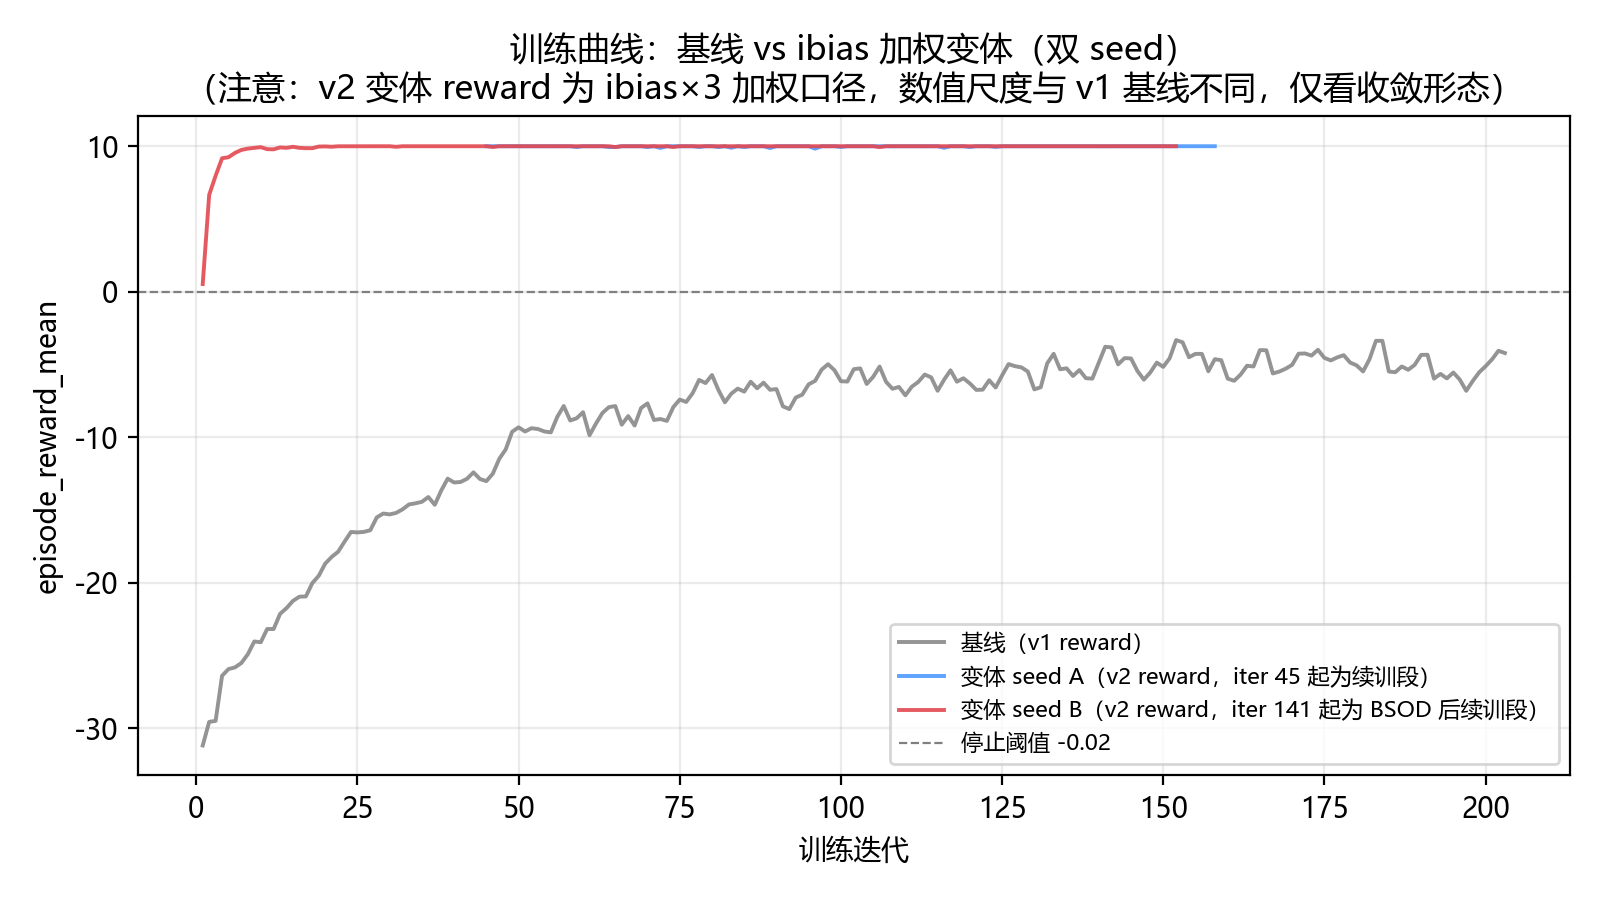 训练曲线：基线 vs ibias 加权变体（双 seed）
（注意：v2 变体 reward 为 ibias×3 加权口径，数值尺度与 v1 基线不同，仅看收敛形态）
episode_reward_mean
10
0
-10
-20
-30
基线（v1 reward）
变体 seed A（v2 reward，iter 45 起为续训段）
变体 seed B（v2 reward，iter 141 起为 BSOD 后续训段）
停止阈值 -0.02
0 25 50 75 100 125 150 175 200
训练迭代